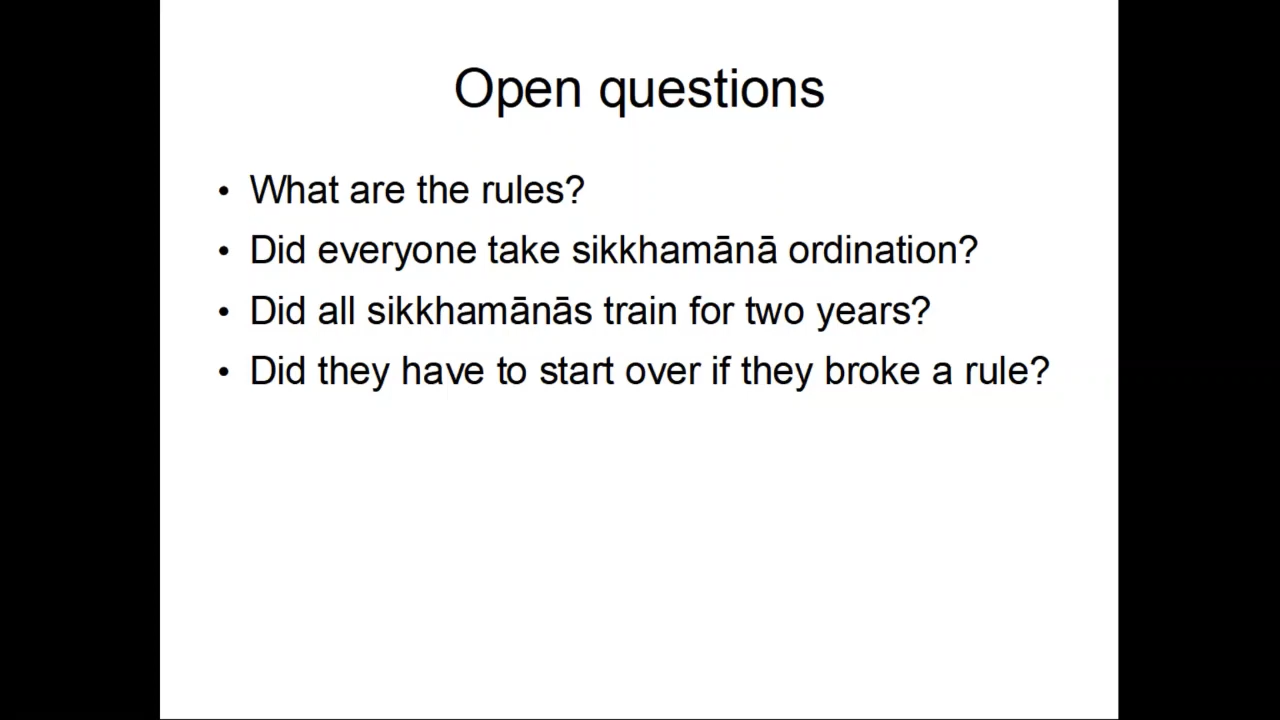 Open questions
• What are the rules?
• Did everyone take sikkhamānā ordination?
• Did all sikkhamānās train for two years?
• Did they have to start over if they broke a rule?